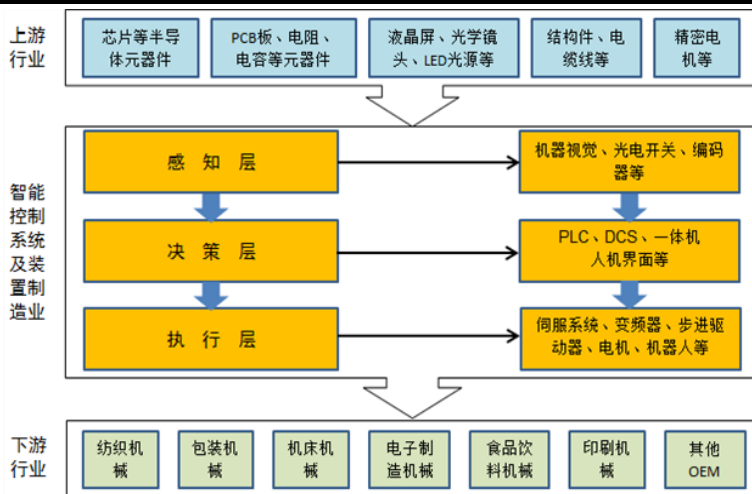 上游
行业
芯片等半导
体元器件
PCB板、电阻、
电容等元器件
液晶屏、光学镜
头、LED光源等
结构件、电
缆线等
精密电
机等
智能
控制
系统
及装
置制
造业
感 知 层
机器视觉、光电开关、编码
器等
决 策 层
PLC、DCS、一体机
人机界面等
执 行 层
伺服系统、变频器、步进驱
动器、电机、机器人等
下游
行业
纺织机
械
包装机
械
机床机
械
电子制
造机械
食品饮
料机械
印刷机
械
其他
OEM